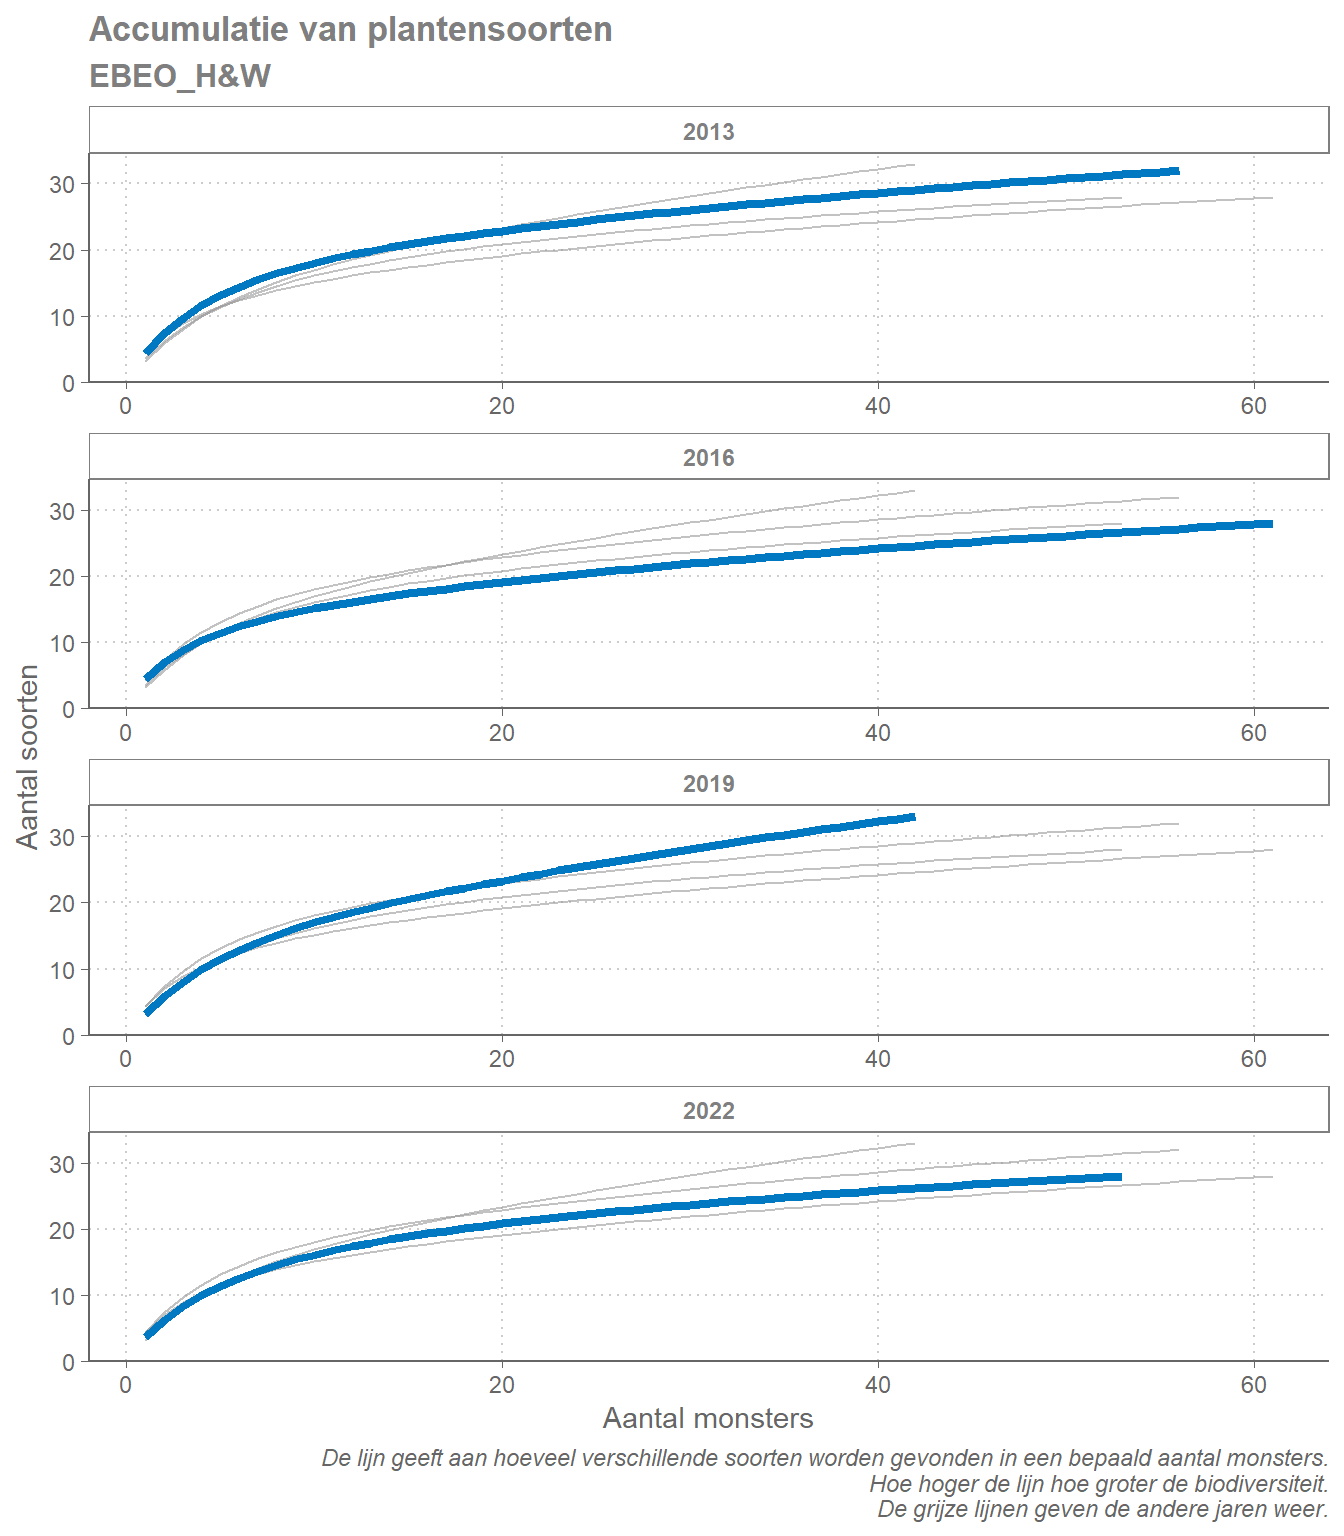 Accumulatie van plantensoorten
EBEO_H&W
2013
30
20
10
0
0 20 40 60
2016
30
20
10
0
0 20 40 60
Aantal soorten
2019
30
20
10
0
0 20 40 60
2022
30
20
10
0
0 20 40 60
Aantal monsters
De lijn geeft aan hoeveel verschillende soorten worden gevonden in een bepaald aantal monsters.
Hoe hoger de lijn hoe groter de biodiversiteit.
De grijze lijnen geven de andere jaren weer.